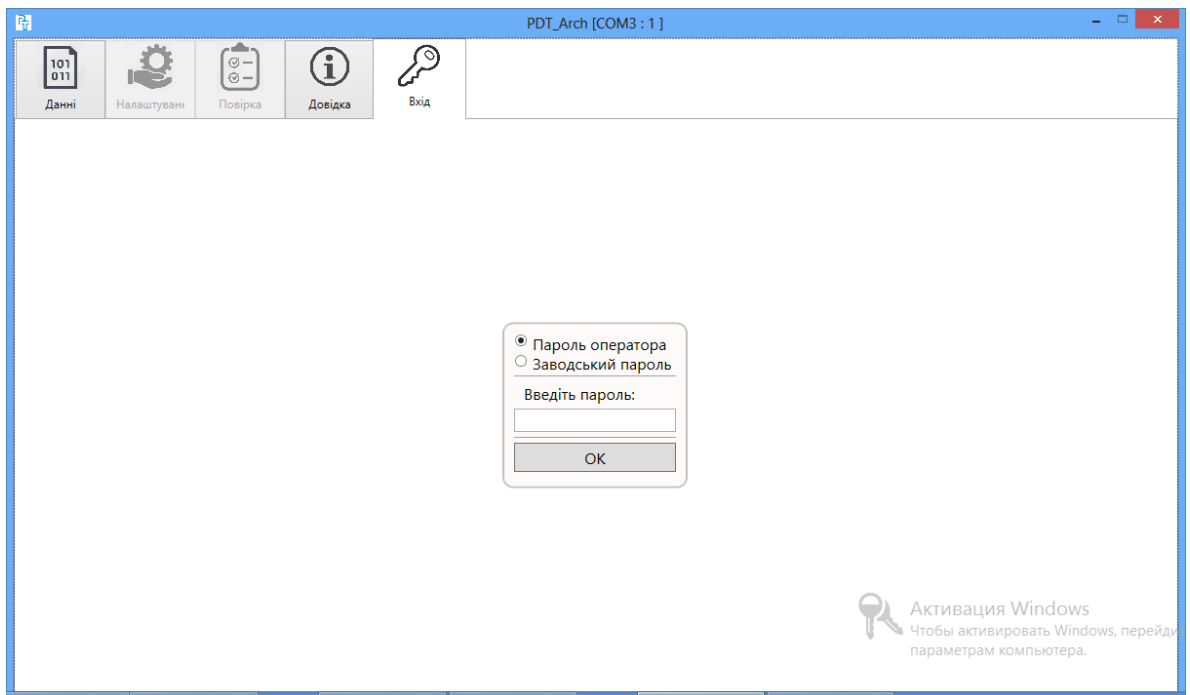 PDT_Arch [COM3 : 1 ]
101
011
Данні
Налаштуванн
Повірка
Довідка
Вхід
Пароль оператора
Заводський пароль
Введіть пароль:
OK
Активация Windows
Чтобы активировать Windows, перейди
параметрам компьютера.